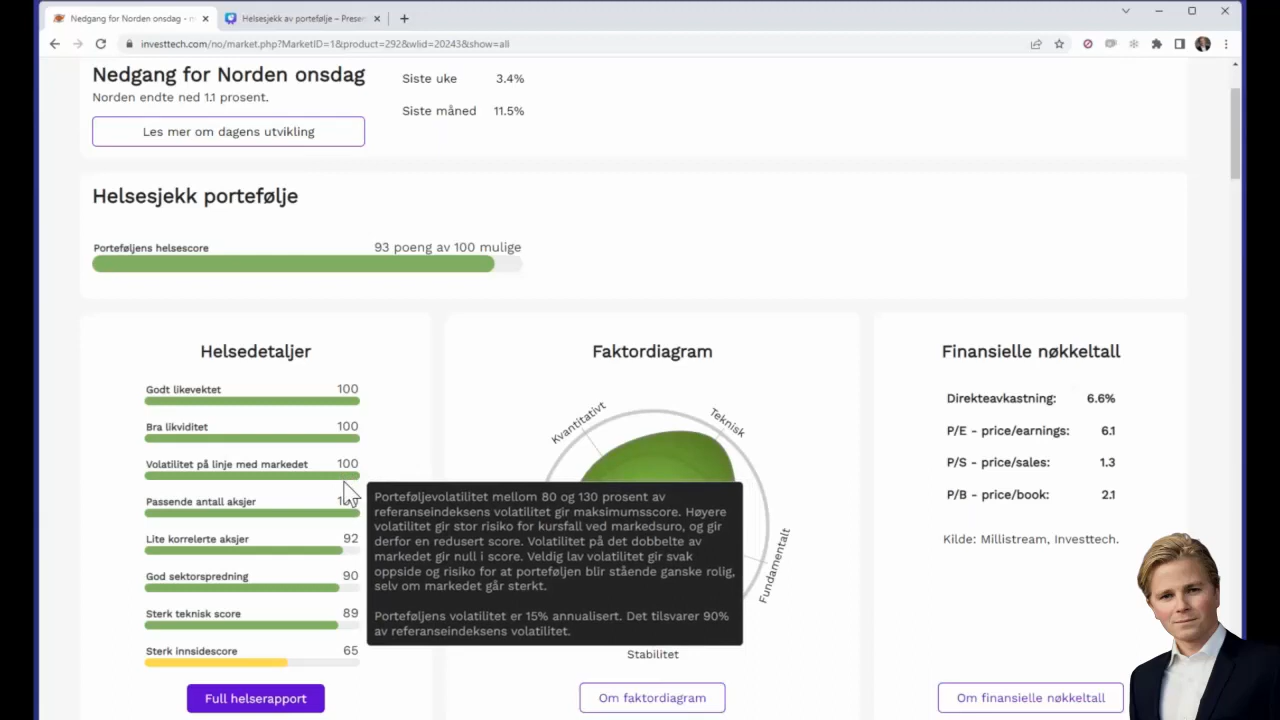 Nedgang for Norden onsdag - n
Helsesjekk av portefølje – Presen
investtech.com/no/market.php?MarketID=1&product=292&wlid=20243&show=all
Nedgang for Norden onsdag
Norden endte ned 1.1 prosent.
Les mer om dagens utvikling
Siste uke 3.4%
Siste måned 11.5%
Helsesjekk portefølje
Porteføljens helsescore 93 poeng av 100 mulige
Helsedetaljer
Godt likevektet 100
Bra likviditet 100
Volatilitet på linje med markedet 100
Passende antall aksjer
Lite korrelerte aksjer 92
God sektorspredning 90
Sterk teknisk score 89
Sterk innsidescore 65
Full helserapport
Faktordiagram
Kvantitativt
Teknisk
Fundamentalt
Porteføljevolatilitet mellom 80 og 130 prosent av
referanseindeksens volatilitet gir maksimumsscore. Høyere
volatilitet gir stor risiko for kursfall ved markedsuro, og gir
derfor en redusert score. Volatilitet på det dobbelte av
markedet gir null i score. Veldig lav volatilitet gir svak
oppside og risiko for at porteføljen blir stående ganske rolig,
selv om markedet går sterkt.
Porteføljens volatilitet er 15% annualisert. Det tilsvarer 90%
av referanseindeksens volatilitet.
Stabilitet
Om faktordiagram
Finansielle nøkkeltall
Direkteavkastning: 6.6%
P/E - price/earnings: 6.1
P/S - price/sales: 1.3
P/B - price/book: 2.1
Kilde: Millistream, Investtech.
Om finansielle nøkkeltall